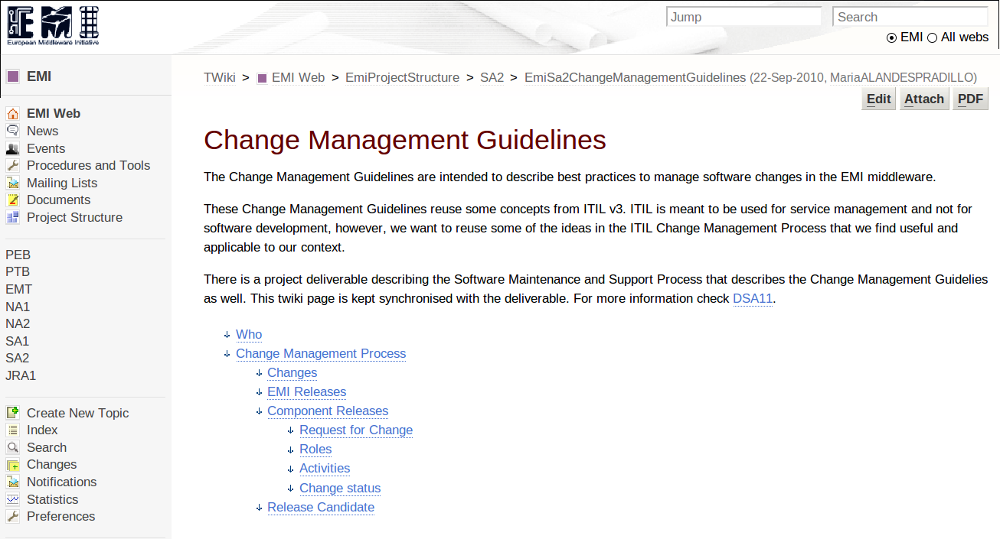 EMI
European Middleware Initiative
Jump
Search
EMI All webs
EMI
EMI Web
News
Events
Procedures and Tools
Mailing Lists
Documents
Project Structure
PEB
PTB
EMT
NA1
NA2
SA1
SA2
JRA1
Create New Topic
Index
Search
Changes
Notifications
Statistics
Preferences
TWiki > EMI Web > EmiProjectStructure > SA2 > EmiSa2ChangeManagementGuidelines (22-Sep-2010, MariaALANDESPRADILLO)
Edit Attach PDF
Change Management Guidelines
The Change Management Guidelines are intended to describe best practices to manage software changes in the EMI middleware.
These Change Management Guidelines reuse some concepts from ITIL v3. ITIL is meant to be used for service management and not for
software development, however, we want to reuse some of the ideas in the ITIL Change Management Process that we find useful and
applicable to our context.
There is a project deliverable describing the Software Maintenance and Support Process that describes the Change Management Guidelies
as well. This twiki page is kept synchronised with the deliverable. For more information check DSA11.
Who
Change Management Process
Changes
EMI Releases
Component Releases
Request for Change
Roles
Activities
Change status
Release Candidate